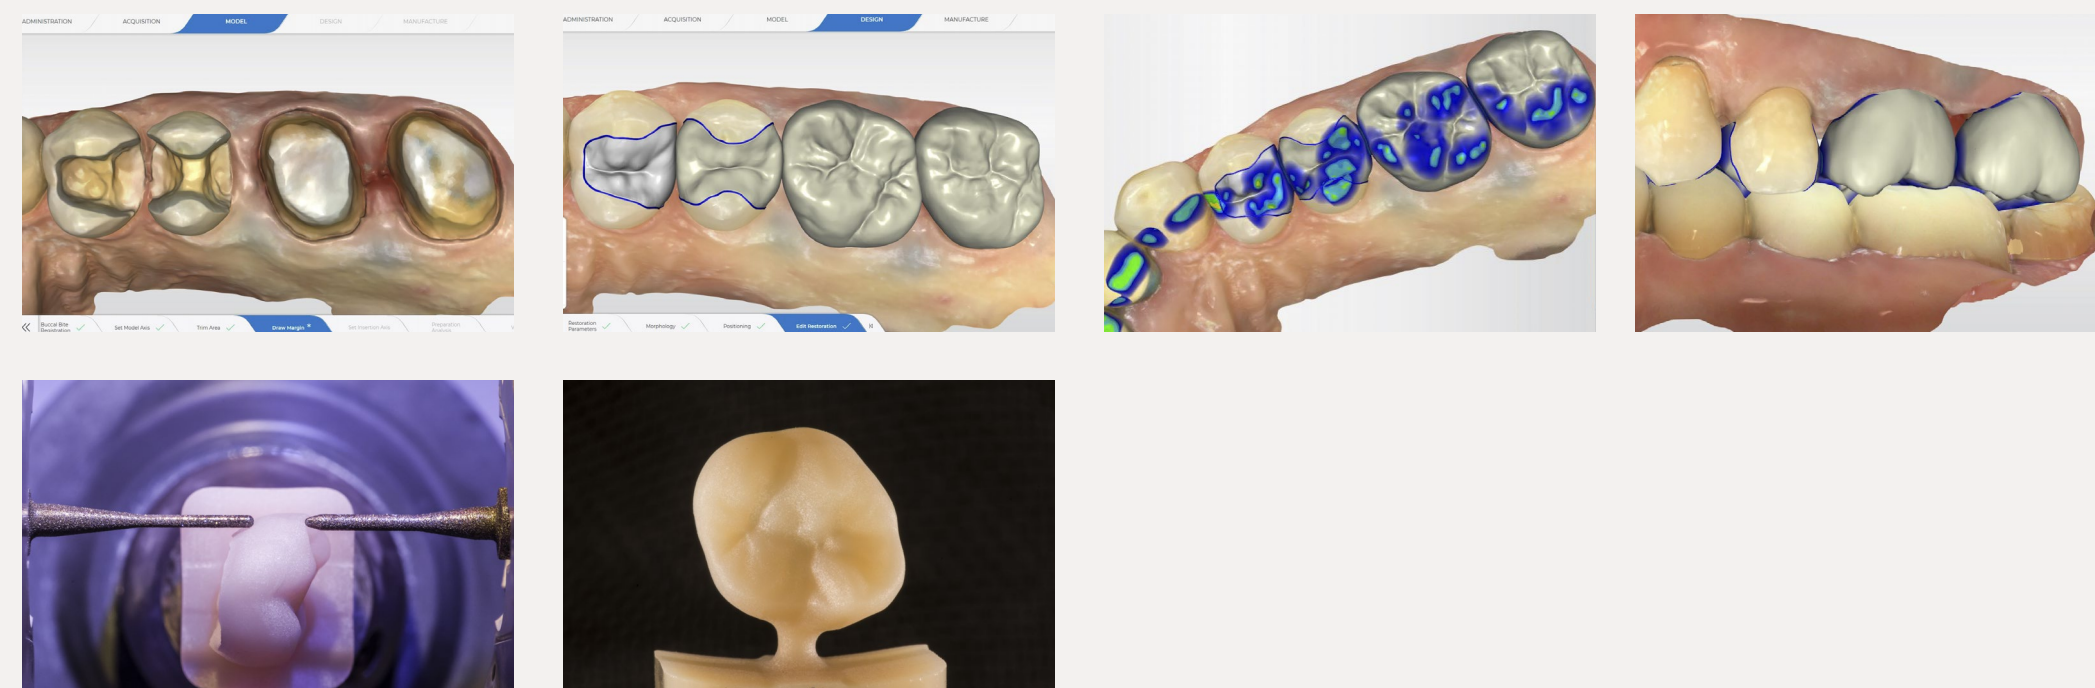 ADMINISTRATION ACQUISITION MODEL DESIGN MANUFACTURE
ADMINISTRATION ACQUISITION MODEL DESIGN MANUFACTURE
Buccal Bite Registration Set Model Axis Trim Area Draw Margin Set Insertion Axis Preparation Analysis
Restoration Parameters Morphology Positioning Edit Restoration